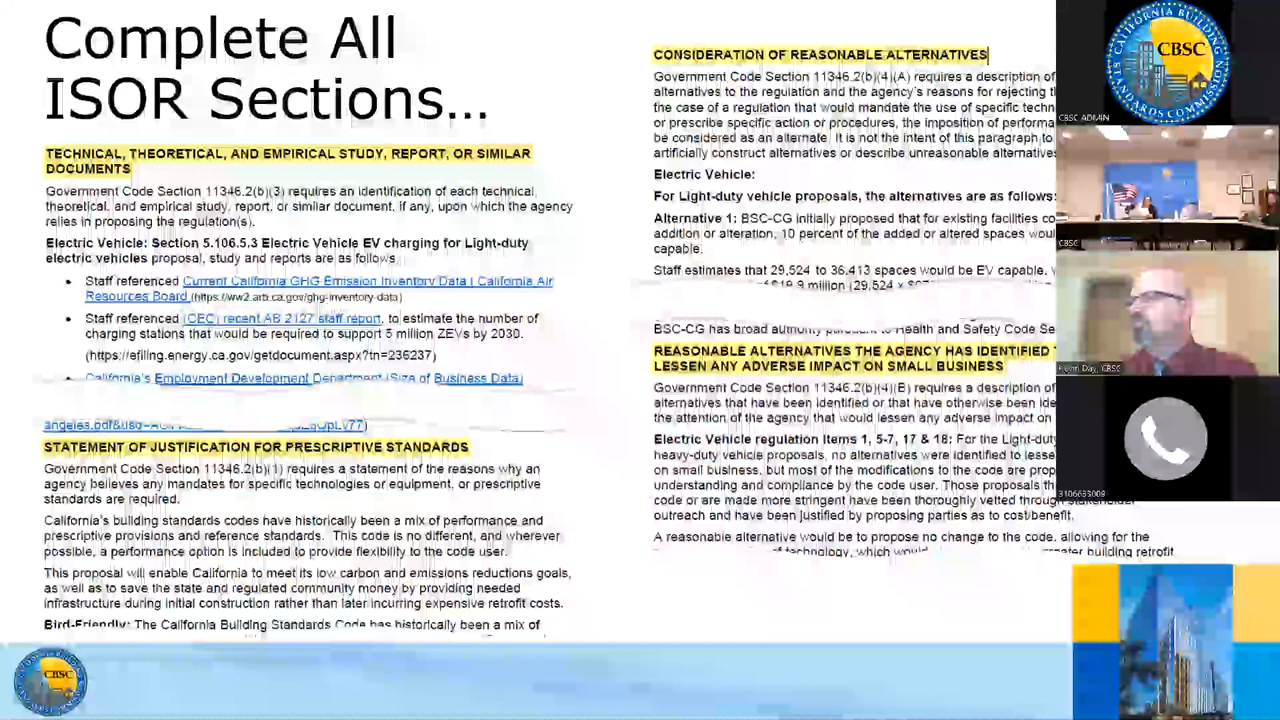 Complete All
ISOR Sections...
TECHNICAL, THEORETICAL, AND EMPIRICAL STUDY, REPORT, OR SIMILAR
DOCUMENTS
Government Code Section 11346.2(b)(3) requires an identification of each technical,
theoretical, and empirical study, report, or similar document, if any, upon which the agency
relies in proposing the regulation(s).
Electric Vehicle: Section 5.106.5.3 Electric Vehicle EV charging for Light-duty
electric vehicles proposal, study and reports are as follows
• Staff referenced Current California GHG Emission Inventory Data | California Air
Resources Board (https://ww2.arb.ca.gov/ghg-inventory-data)
• Staff referenced (CEC) recent AB 2127 staff report, to estimate the number of
charging stations that would be required to support 5 million ZEVs by 2030.
(https://efiling.energy.ca.gov/getdocument.aspx?tn=236237)
• California's Employment Development Department (Size of Business Data)
STATEMENT OF JUSTIFICATION FOR PRESCRIPTIVE STANDARDS
Government Code Section 11346.2(b)(1) requires a statement of the reasons why an
agency believes any mandates for specific technologies or equipment, or prescriptive
standards are required.
California's building standards codes have historically been a mix of performance and
prescriptive provisions and reference standards. This code is no different, and wherever
possible, a performance option is included to provide flexibility to the code user.
This proposal will enable California to meet its low carbon and emissions reductions goals,
as well as to save the state and regulated community money by providing needed
infrastructure during initial construction rather than later incurring expensive retrofit costs.
Bird-Friendly: The California Building Standards Code has historically been a mix of
CONSIDERATION OF REASONABLE ALTERNATIVES
Government Code Section 11346.2(b)(4)(A) requires a description of
alternatives to the regulation and the agency's reasons for rejecting t
the case of a regulation that would mandate the use of specific techn
or prescribe specific action or procedures, the imposition of performa
be considered as an alternate. It is not the intent of this paragraph to
artificially construct alternatives or describe unreasonable alternatives
Electric Vehicle:
For Light-duty vehicle proposals, the alternatives are as follows:
Alternative 1: BSC-CG initially proposed that for existing facilities co
addition or alteration, 10 percent of the added or altered spaces woul
capable.
Staff estimates that 29,524 to 36,413 spaces would be EV capable,
million (29,524 x
BSC-CG has broad authority pursuant to Health and Safety Code Se
REASONABLE ALTERNATIVES THE AGENCY HAS IDENTIFIED
LESSEN ANY ADVERSE IMPACT ON SMALL BUSINESS
Government Code Section 11346.2(b)(4)(B) requires a description of
alternatives that have been identified or that have otherwise been ide
the attention of the agency that would lessen any adverse impact on
Electric Vehicle regulation Items 1, 5-7, 17 & 18: For the Light-duty
heavy-duty vehicle proposals, no alternatives were identified to lesse
on small business, but most of the modifications to the code are prop
understanding and compliance by the code user. Those proposals th
code or are made more stringent have been thoroughly vetted through stakeholder
outreach and have been justified by proposing parties as to cost/benefit.
A reasonable alternative would be to propose no change to the code, allowing for the
of technology, which would greater building retrofit
CALIFORNIA BUILDING STANDARDS COMMISSION
CBSC
CBSC ADMIN
CBSC
Kevin Day, CBSC
CBSC